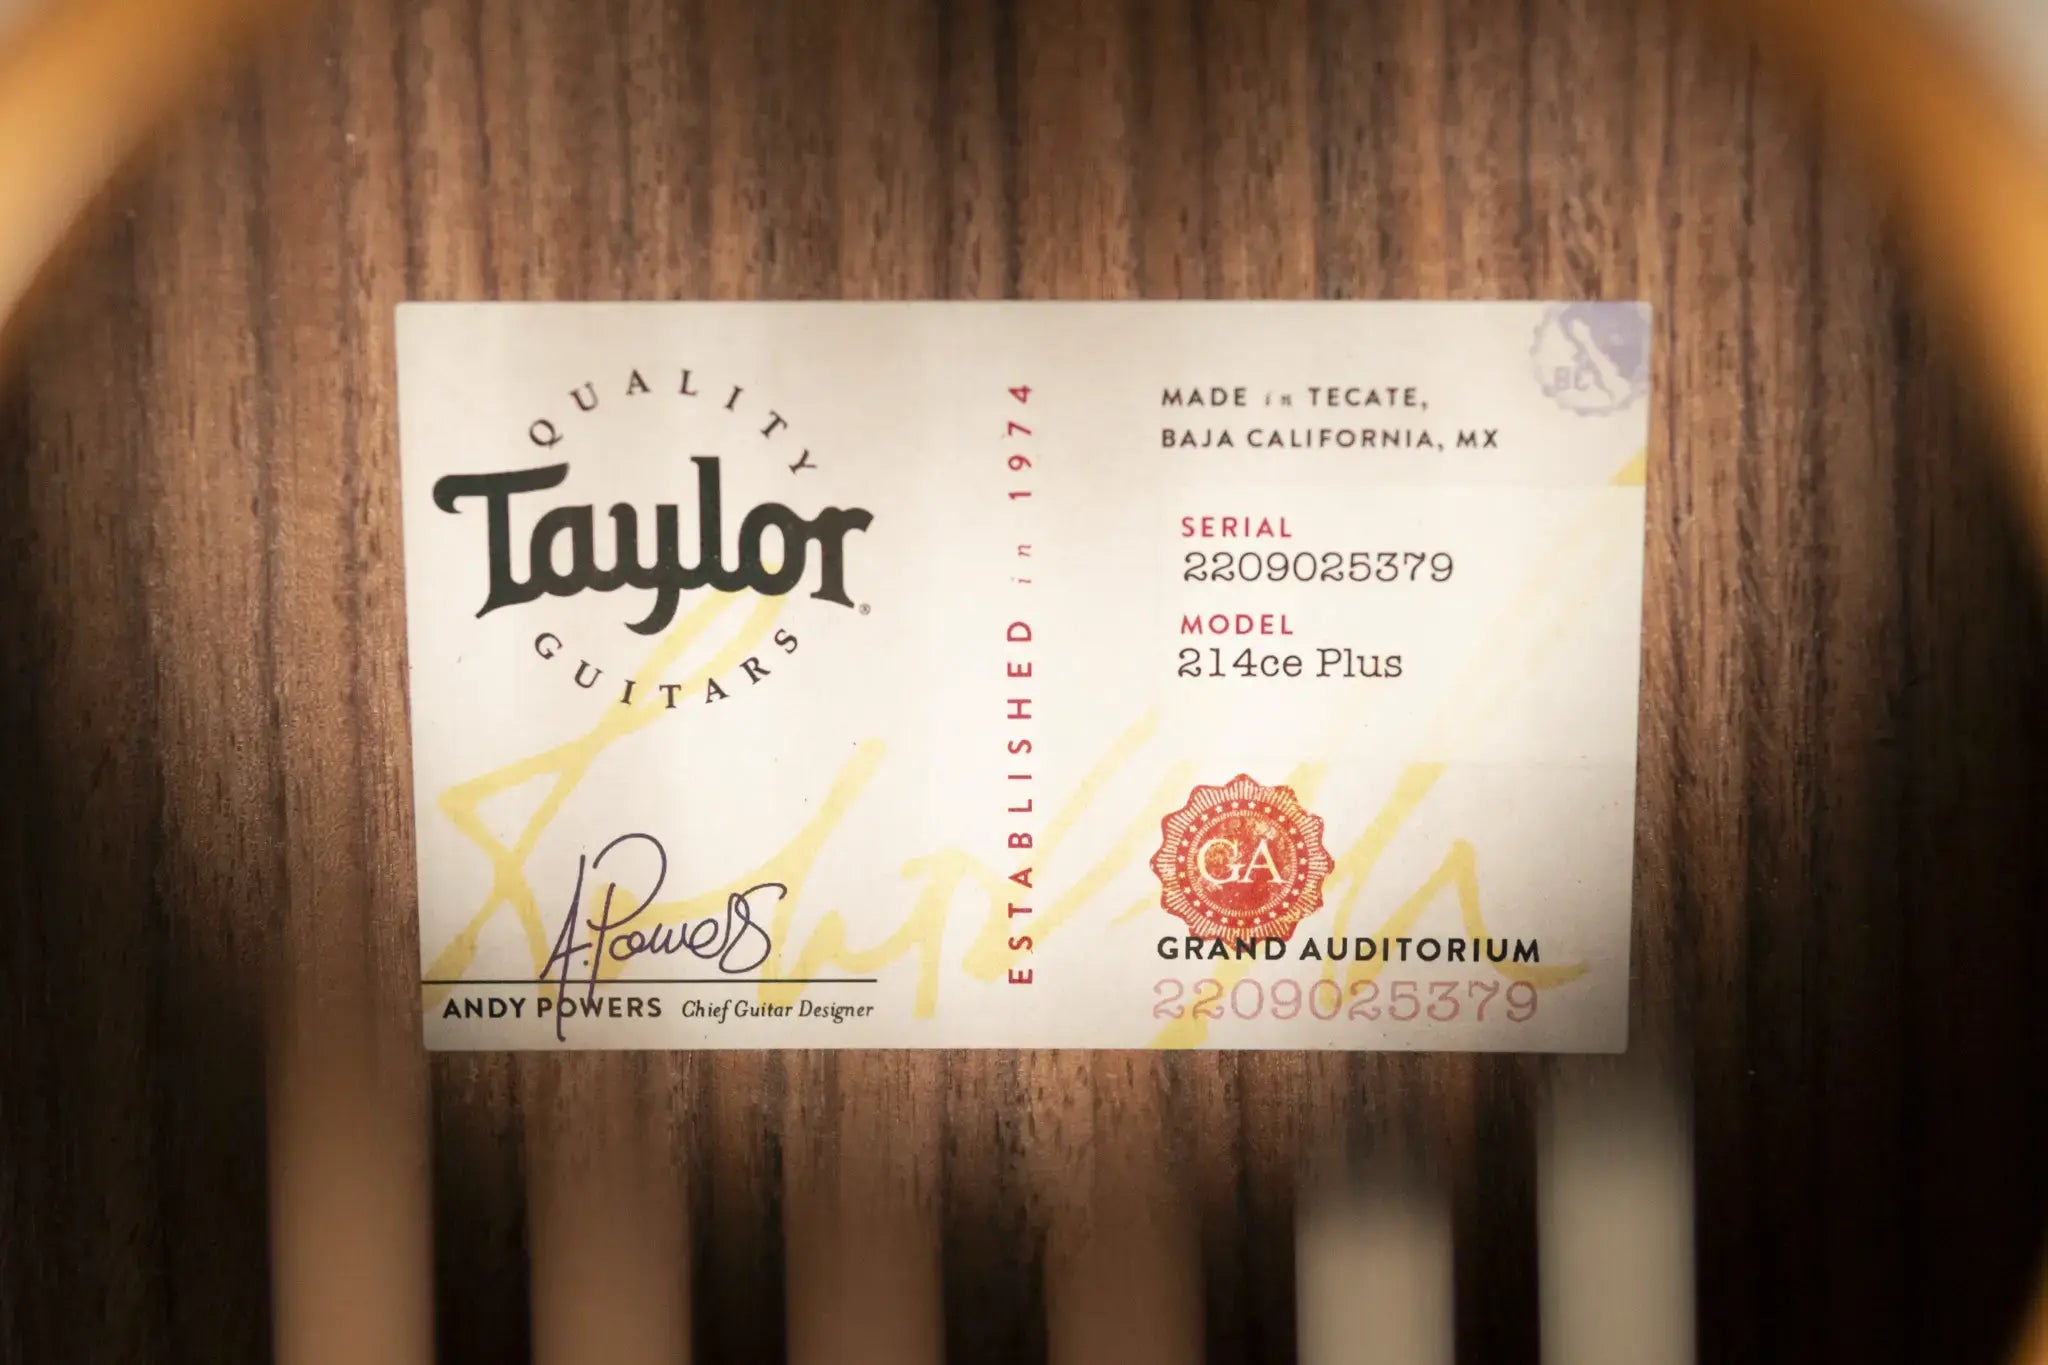 QUALITY
Taylor®
GUITARS
A. Powers
ANDY POWERS Chief Guitar Designer
ESTABLISHED in 1974
MADE in TECATE,
BAJA CALIFORNIA, MX
BC
SERIAL
2209025379
MODEL
214ce Plus
GA
GRAND AUDITORIUM
2209025379